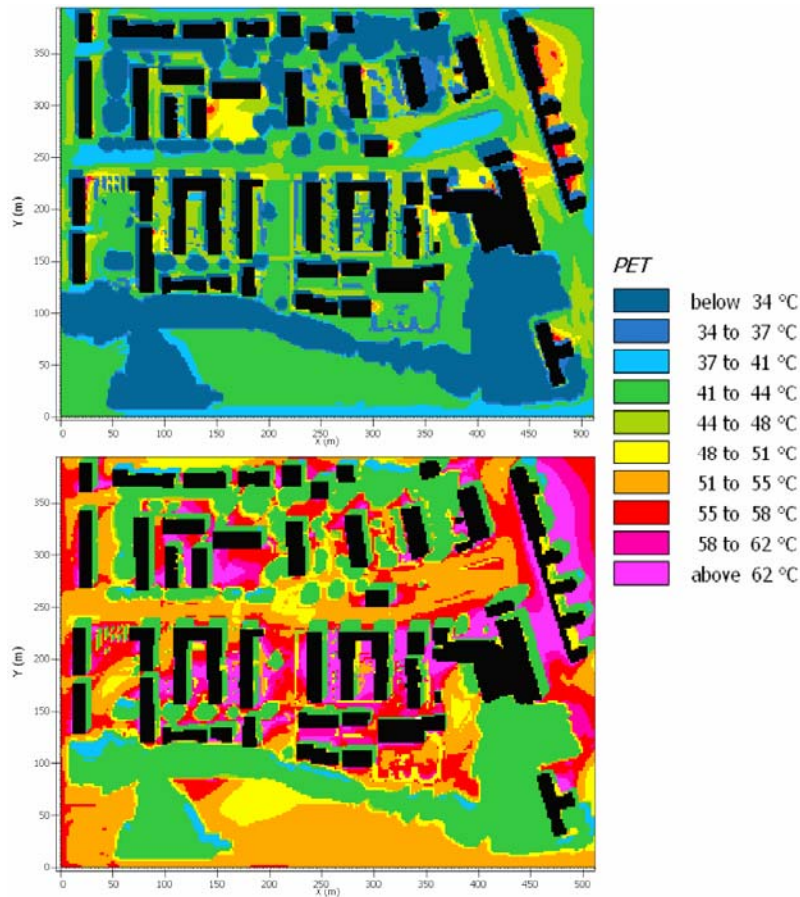 350
300
250
200
150
100
50
0
Y (m)
0 50 100 150 200 250 300 350 400 450 500
X (m)
PET
below 34 °C
34 to 37 °C
37 to 41 °C
41 to 44 °C
44 to 48 °C
48 to 51 °C
51 to 55 °C
55 to 58 °C
58 to 62 °C
above 62 °C
350
300
250
200
150
100
50
0
Y (m)
0 50 100 150 200 250 300 350 400 450 500
X (m)